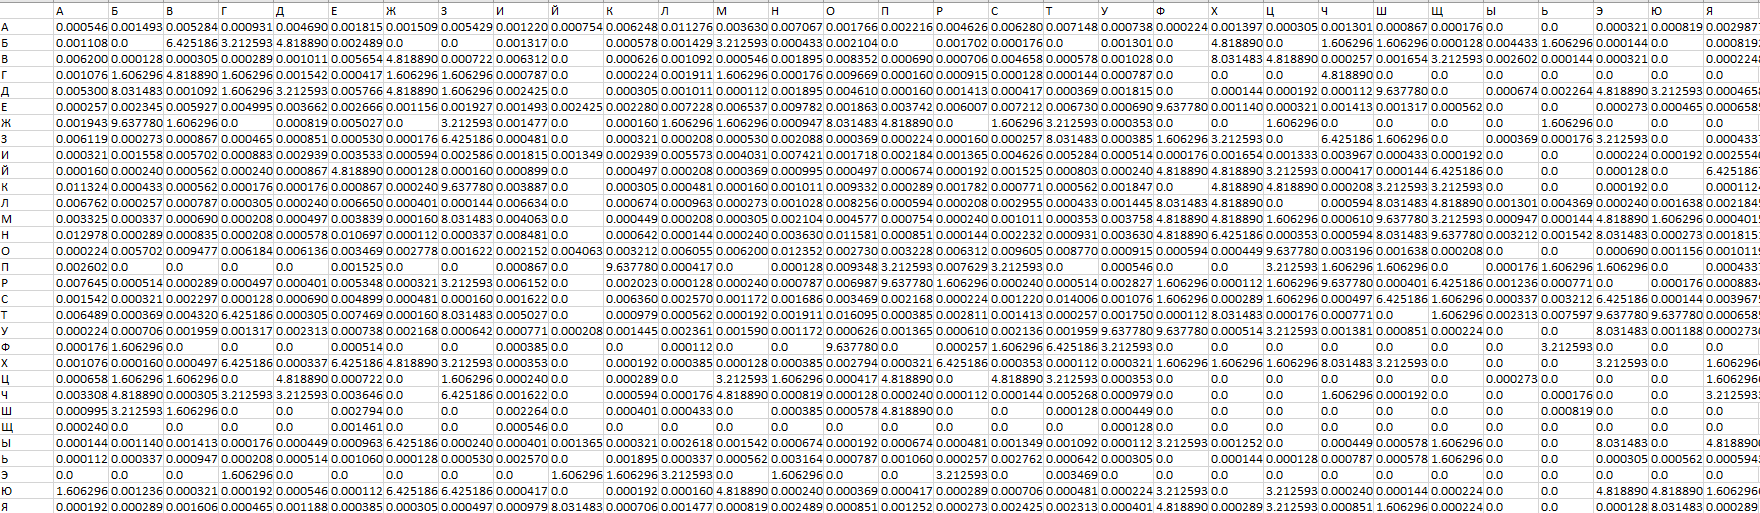 А Б В Г Д Е Ж З И Й К Л М Н О П Р С Т У Ф Х Ц Ч Ш Щ Ы Ь Э Ю Я
А 0.000546 0.001493 0.005284 0.000931 0.004690 0.001815 0.001509 0.005429 0.001220 0.000754 0.006248 0.011276 0.003630 0.007067 0.001766 0.002216 0.004626 0.006280 0.007148 0.000738 0.000224 0.001397 0.000305 0.001301 0.000867 0.000176 0.0 0.0 0.000321 0.000819 0.002987
Б 0.001108 0.0 6.425186 3.212593 4.818890 0.002489 0.0 0.0 0.001317 0.0 0.000578 0.001429 3.212593 0.000433 0.002104 0.0 0.001702 0.000176 0.0 0.001301 0.0 4.818890 0.0 1.606296 1.606296 0.000128 0.004433 1.606296 0.000144 0.0 0.000819
В 0.006200 0.000128 0.000305 0.000289 0.001011 0.005654 4.818890 0.000722 0.006312 0.0 0.000626 0.001092 0.000546 0.001895 0.008352 0.000690 0.000706 0.004658 0.000578 0.001028 0.0 8.031483 4.818890 0.000257 0.001654 3.212593 0.002602 0.000144 0.000321 0.0 0.000224
Г 0.001076 1.606296 4.818890 1.606296 0.001542 0.000417 1.606296 1.606296 0.000787 0.0 0.000224 0.001911 1.606296 0.000176 0.009669 0.000160 0.000915 0.000128 0.000144 0.000787 0.0 0.0 0.0 4.818890 0.0 0.0 0.0 0.0 0.0 0.0 0.0
Д 0.005300 8.031483 0.001092 1.606296 3.212593 0.005766 4.818890 1.606296 0.002425 0.0 0.000305 0.001011 0.000112 0.001895 0.004610 0.000160 0.001413 0.000417 0.000369 0.001815 0.0 0.000144 0.000192 0.000112 9.637780 0.0 0.000674 0.002264 4.818890 3.212593 0.000465
Е 0.000257 0.002345 0.005927 0.004995 0.003662 0.002666 0.001156 0.001927 0.001493 0.002425 0.002280 0.007228 0.006537 0.009782 0.001863 0.003742 0.006007 0.007212 0.006730 0.000690 9.637780 0.001140 0.000321 0.001413 0.001317 0.000562 0.0 0.0 0.000273 0.000465 0.000658
Ж 0.001943 9.637780 1.606296 0.0 0.000819 0.005027 0.0 3.212593 0.001477 0.0 0.000160 1.606296 1.606296 0.000947 8.031483 4.818890 0.0 1.606296 3.212593 0.000353 0.0 0.0 1.606296 0.0 0.0 0.0 0.0 1.606296 0.0 0.0 0.0
З 0.006119 0.000273 0.000867 0.000465 0.000851 0.000530 0.000176 6.425186 0.000481 0.0 0.000321 0.000208 0.000530 0.002088 0.000369 0.000224 0.000160 0.000257 8.031483 0.000385 1.606296 3.212593 0.0 6.425186 1.606296 0.0 0.000369 0.000176 3.212593 0.0 0.000433
И 0.000321 0.001558 0.005702 0.000883 0.002939 0.003533 0.000594 0.002586 0.001815 0.001349 0.002939 0.005573 0.004031 0.007421 0.001718 0.002184 0.001365 0.004626 0.005284 0.000514 0.000176 0.001654 0.001333 0.003967 0.000433 0.000192 0.0 0.0 0.000224 0.000192 0.002554
Й 0.000160 0.000240 0.000562 0.000240 0.000867 4.818890 0.000128 0.000160 0.000899 0.0 0.000497 0.000208 0.000369 0.000995 0.000497 0.000674 0.000192 0.001525 0.000803 0.000240 4.818890 4.818890 3.212593 0.000417 0.000144 6.425186 0.0 0.0 0.000128 0.0 6.425186
К 0.011324 0.000433 0.000562 0.000176 0.000176 0.000867 0.000240 9.637780 0.003887 0.0 0.000305 0.000481 0.000160 0.001011 0.009332 0.000289 0.001782 0.000771 0.000562 0.001847 0.0 4.818890 4.818890 0.000208 3.212593 3.212593 0.0 0.0 0.000192 0.0 0.000112
Л 0.006762 0.000257 0.000787 0.000305 0.000240 0.006650 0.000401 0.000144 0.006634 0.0 0.000674 0.000963 0.000273 0.001028 0.008256 0.000594 0.000208 0.002955 0.000433 0.001445 8.031483 4.818890 0.0 0.000594 8.031483 4.818890 0.001301 0.004369 0.000240 0.001638 0.002184
М 0.003325 0.000337 0.000690 0.000208 0.000497 0.003839 0.000160 8.031483 0.004063 0.0 0.000449 0.000208 0.000305 0.002104 0.004577 0.000754 0.000240 0.001011 0.000353 0.003758 4.818890 4.818890 1.606296 0.000610 9.637780 3.212593 0.000947 0.000144 4.818890 1.606296 0.000401
Н 0.012978 0.000289 0.000835 0.000208 0.000578 0.010697 0.000112 0.000337 0.008481 0.0 0.000642 0.000144 0.000240 0.003630 0.011581 0.000851 0.000144 0.002232 0.000931 0.003630 4.818890 6.425186 0.000353 0.000594 8.031483 9.637780 0.003212 0.001542 8.031483 0.000273 0.001815
О 0.000224 0.005702 0.009477 0.006184 0.006136 0.003469 0.002778 0.001622 0.002152 0.004063 0.003212 0.006055 0.006200 0.012352 0.002730 0.003228 0.006312 0.009605 0.008770 0.000915 0.000594 0.000449 9.637780 0.003196 0.001638 0.000208 0.0 0.0 0.000690 0.001156 0.001011
П 0.002602 0.0 0.0 0.0 0.0 0.001525 0.0 0.0 0.000867 0.0 9.637780 0.000417 0.0 0.000128 0.009348 3.212593 0.007629 3.212593 0.0 0.000546 0.0 0.0 3.212593 1.606296 1.606296 0.0 0.000176 1.606296 1.606296 0.0 0.000433
Р 0.007645 0.000514 0.000289 0.000497 0.000401 0.005348 0.000321 3.212593 0.006152 0.0 0.002023 0.000128 0.000240 0.000787 0.006987 9.637780 1.606296 0.000240 0.000514 0.002827 1.606296 0.000112 1.606296 9.637780 0.000401 6.425186 0.001236 0.000771 0.0 0.000176 0.000883
С 0.001542 0.000321 0.002297 0.000128 0.000690 0.004899 0.000481 0.000160 0.001622 0.0 0.006360 0.002570 0.001172 0.001686 0.003469 0.002168 0.000224 0.001220 0.014006 0.001076 1.606296 0.000289 1.606296 0.000497 6.425186 1.606296 0.000337 0.003212 6.425186 0.000144 0.003967
Т 0.006489 0.000369 0.004320 6.425186 0.000305 0.007469 0.000160 8.031483 0.005027 0.0 0.000979 0.000562 0.000192 0.001911 0.016095 0.000385 0.002811 0.001413 0.000257 0.001750 0.000112 8.031483 0.000176 0.000771 0.0 1.606296 0.002313 0.007597 9.637780 9.637780 0.000658
У 0.000224 0.000706 0.001959 0.001317 0.002313 0.000738 0.002168 0.000642 0.000771 0.000208 0.001445 0.002361 0.001590 0.001172 0.000626 0.001365 0.000610 0.002136 0.001959 9.637780 9.637780 0.000514 3.212593 0.001381 0.000851 0.000224 0.0 0.0 8.031483 0.001188 0.000273
Ф 0.000176 1.606296 0.0 0.0 0.0 0.000514 0.0 0.0 0.000385 0.0 0.0 0.000112 0.0 0.0 9.637780 0.0 0.000257 1.606296 6.425186 3.212593 0.0 0.0 0.0 0.0 0.0 0.0 0.0 3.212593 0.0 0.0 0.0
Х 0.001076 0.000160 0.000497 6.425186 0.000337 6.425186 4.818890 3.212593 0.000353 0.0 0.000192 0.000385 0.000128 0.000385 0.002794 0.000321 6.425186 0.000353 0.000112 0.000321 1.606296 1.606296 1.606296 8.031483 3.212593 0.0 0.0 0.0 3.212593 0.0 1.606296
Ц 0.000658 1.606296 1.606296 0.0 4.818890 0.000722 0.0 1.606296 0.000240 0.0 0.000289 0.0 3.212593 1.606296 0.000417 4.818890 0.0 4.818890 3.212593 0.000353 0.0 0.0 0.0 0.0 0.0 0.0 0.000273 0.0 0.0 0.0 1.606296
Ч 0.003308 4.818890 0.000305 3.212593 3.212593 0.003646 0.0 6.425186 0.001622 0.0 0.000594 0.000176 4.818890 0.000819 0.000128 0.000240 0.000112 0.000144 0.005268 0.000979 0.0 0.0 0.0 1.606296 0.000192 0.0 0.0 0.000176 0.0 0.0 3.212593
Ш 0.000995 3.212593 1.606296 0.0 0.0 0.002794 0.0 0.0 0.002264 0.0 0.000401 0.000433 0.0 0.000385 0.000578 4.818890 0.0 0.0 0.000128 0.000449 0.0 0.0 0.0 0.0 0.0 0.0 0.0 0.000819 0.0 0.0 0.0
Щ 0.000240 0.0 0.0 0.0 0.0 0.001461 0.0 0.0 0.000546 0.0 0.0 0.0 0.0 0.0 0.0 0.0 0.0 0.0 0.0 0.000128 0.0 0.0 0.0 0.0 0.0 0.0 0.0 0.0 0.0 0.0 0.0
Ы 0.000144 0.001140 0.001413 0.000176 0.000449 0.000963 6.425186 0.000240 0.000401 0.001365 0.000321 0.002618 0.001542 0.000674 0.000192 0.000674 0.000481 0.001349 0.001092 0.000112 3.212593 0.001252 0.0 0.000449 0.000578 1.606296 0.0 0.0 8.031483 0.0 4.818890
Ь 0.000112 0.000337 0.000947 0.000208 0.000514 0.001060 0.000128 0.000530 0.002570 0.0 0.001895 0.000337 0.000562 0.003164 0.000787 0.001060 0.000257 0.002762 0.000642 0.000305 0.0 0.000144 0.000128 0.000787 0.000578 1.606296 0.0 0.0 0.000305 0.000562 0.000594
Э 0.0 0.0 0.0 1.606296 0.0 0.0 0.0 0.0 0.0 1.606296 1.606296 3.212593 0.0 1.606296 0.0 0.0 3.212593 0.0 0.003469 0.0 0.0 0.0 0.0 0.0 0.0 0.0 0.0 0.0 0.0 0.0 0.0
Ю 1.606296 0.001236 0.000321 0.000192 0.000546 0.000112 6.425186 6.425186 0.000417 0.0 0.000192 0.000160 4.818890 0.000240 0.000369 0.000417 0.000289 0.000706 0.000481 0.000224 3.212593 0.0 3.212593 0.000240 0.000144 0.000224 0.0 0.0 4.818890 4.818890 1.606296
Я 0.000192 0.000289 0.001606 0.000465 0.001188 0.000385 0.000305 0.000497 0.000979 8.031483 0.000706 0.001477 0.000819 0.002489 0.000851 0.001252 0.000273 0.002425 0.002313 0.000401 4.818890 0.000289 3.212593 0.000851 1.606296 0.000224 0.0 0.0 0.000128 8.031483 0.000289